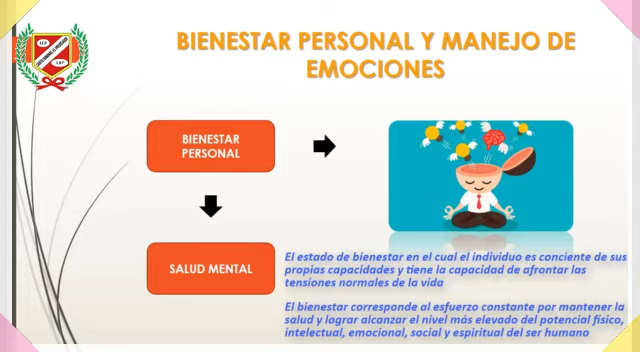 BIENESTAR PERSONAL Y MANEJO DE
EMOCIONES
BIENESTAR
PERSONAL
SALUD MENTAL
El estado de bienestar en el cual el individuo es conciente de sus
propias capacidades y tiene la capacidad de afrontar las
tensiones normales de la vida
El bienestar corresponde al esfuerzo constante por mantener la
salud y lograr alcanzar el nivel más elevado del potencial físico,
intelectual, emocional, social y espiritual del ser humano